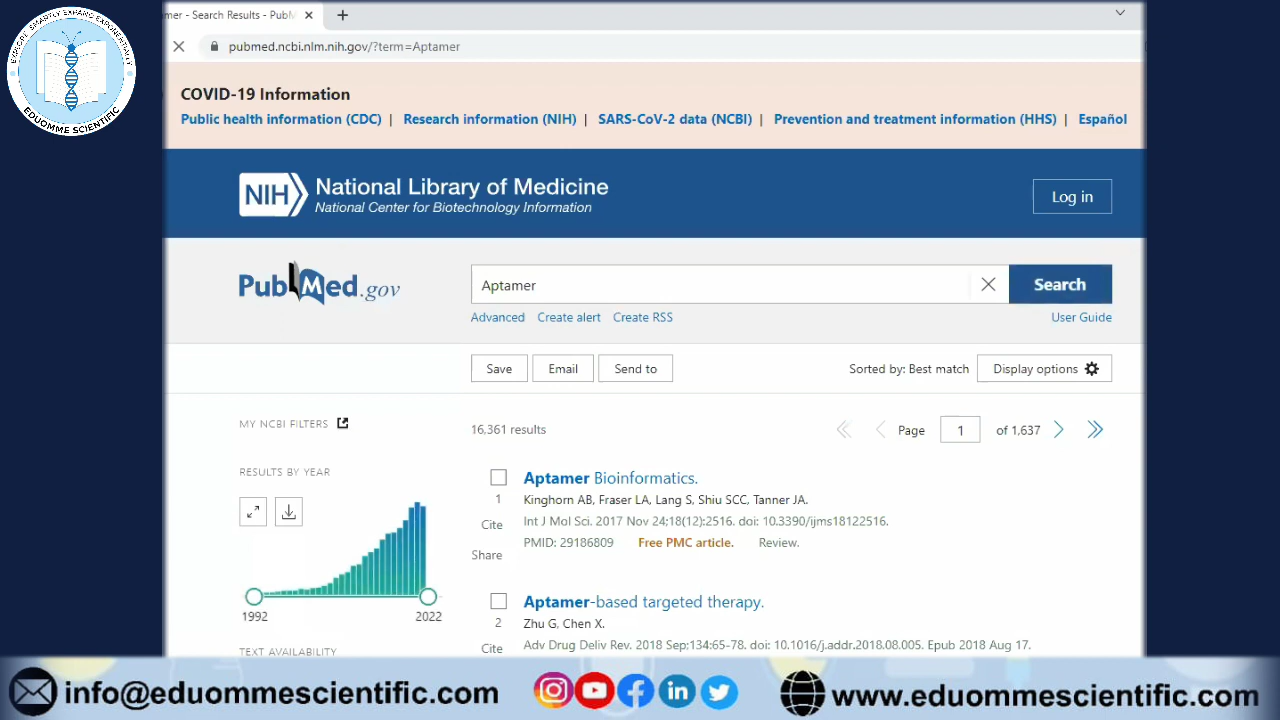 mer - Search Results - PubM
pubmed.ncbi.nlm.nih.gov/?term=Aptamer
EXPLORE SMARTLY EXPAND EXPONENTIALLY
EDUOMME SCIENTIFIC
COVID-19 Information
Public health information (CDC) | Research information (NIH) | SARS-CoV-2 data (NCBI) | Prevention and treatment information (HHS) | Español
NIH National Library of Medicine
National Center for Biotechnology Information
Log in
PubMed.gov
Aptamer
Search
Advanced Create alert Create RSS
User Guide
Save Email Send to
Sorted by: Best match Display options
MY NCBI FILTERS
16,361 results
Page 1 of 1,637
RESULTS BY YEAR
1992 2022
TEXT AVAILABILITY
Aptamer Bioinformatics.
1
Kinghorn AB, Fraser LA, Lang S, Shiu SCC, Tanner JA.
Cite
Int J Mol Sci. 2017 Nov 24;18(12):2516. doi: 10.3390/ijms18122516.
PMID: 29186809 Free PMC article. Review.
Share
Aptamer-based targeted therapy.
2
Zhu G, Chen X.
Cite
Adv Drug Deliv Rev. 2018 Sep;134:65-78. doi: 10.1016/j.addr.2018.08.005. Epub 2018 Aug 17.
info@eduommescientific.com
www.eduommescientific.com